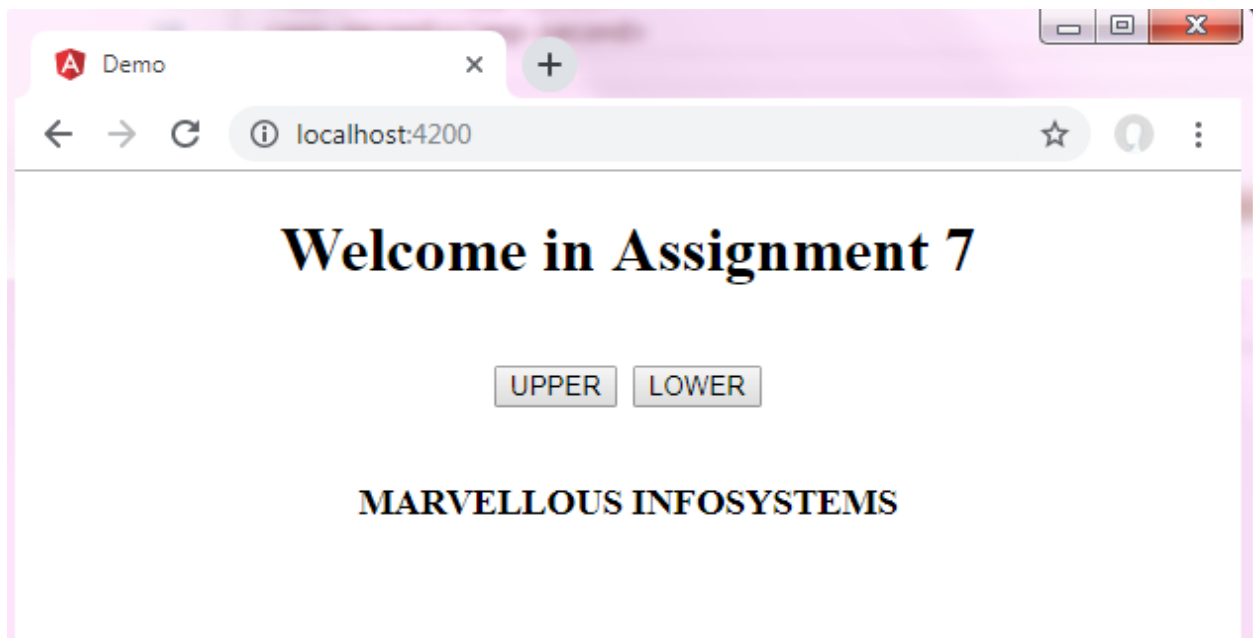 Demo
localhost:4200
Welcome in Assignment 7
UPPER LOWER
MARVELLOUS INFOSYSTEMS